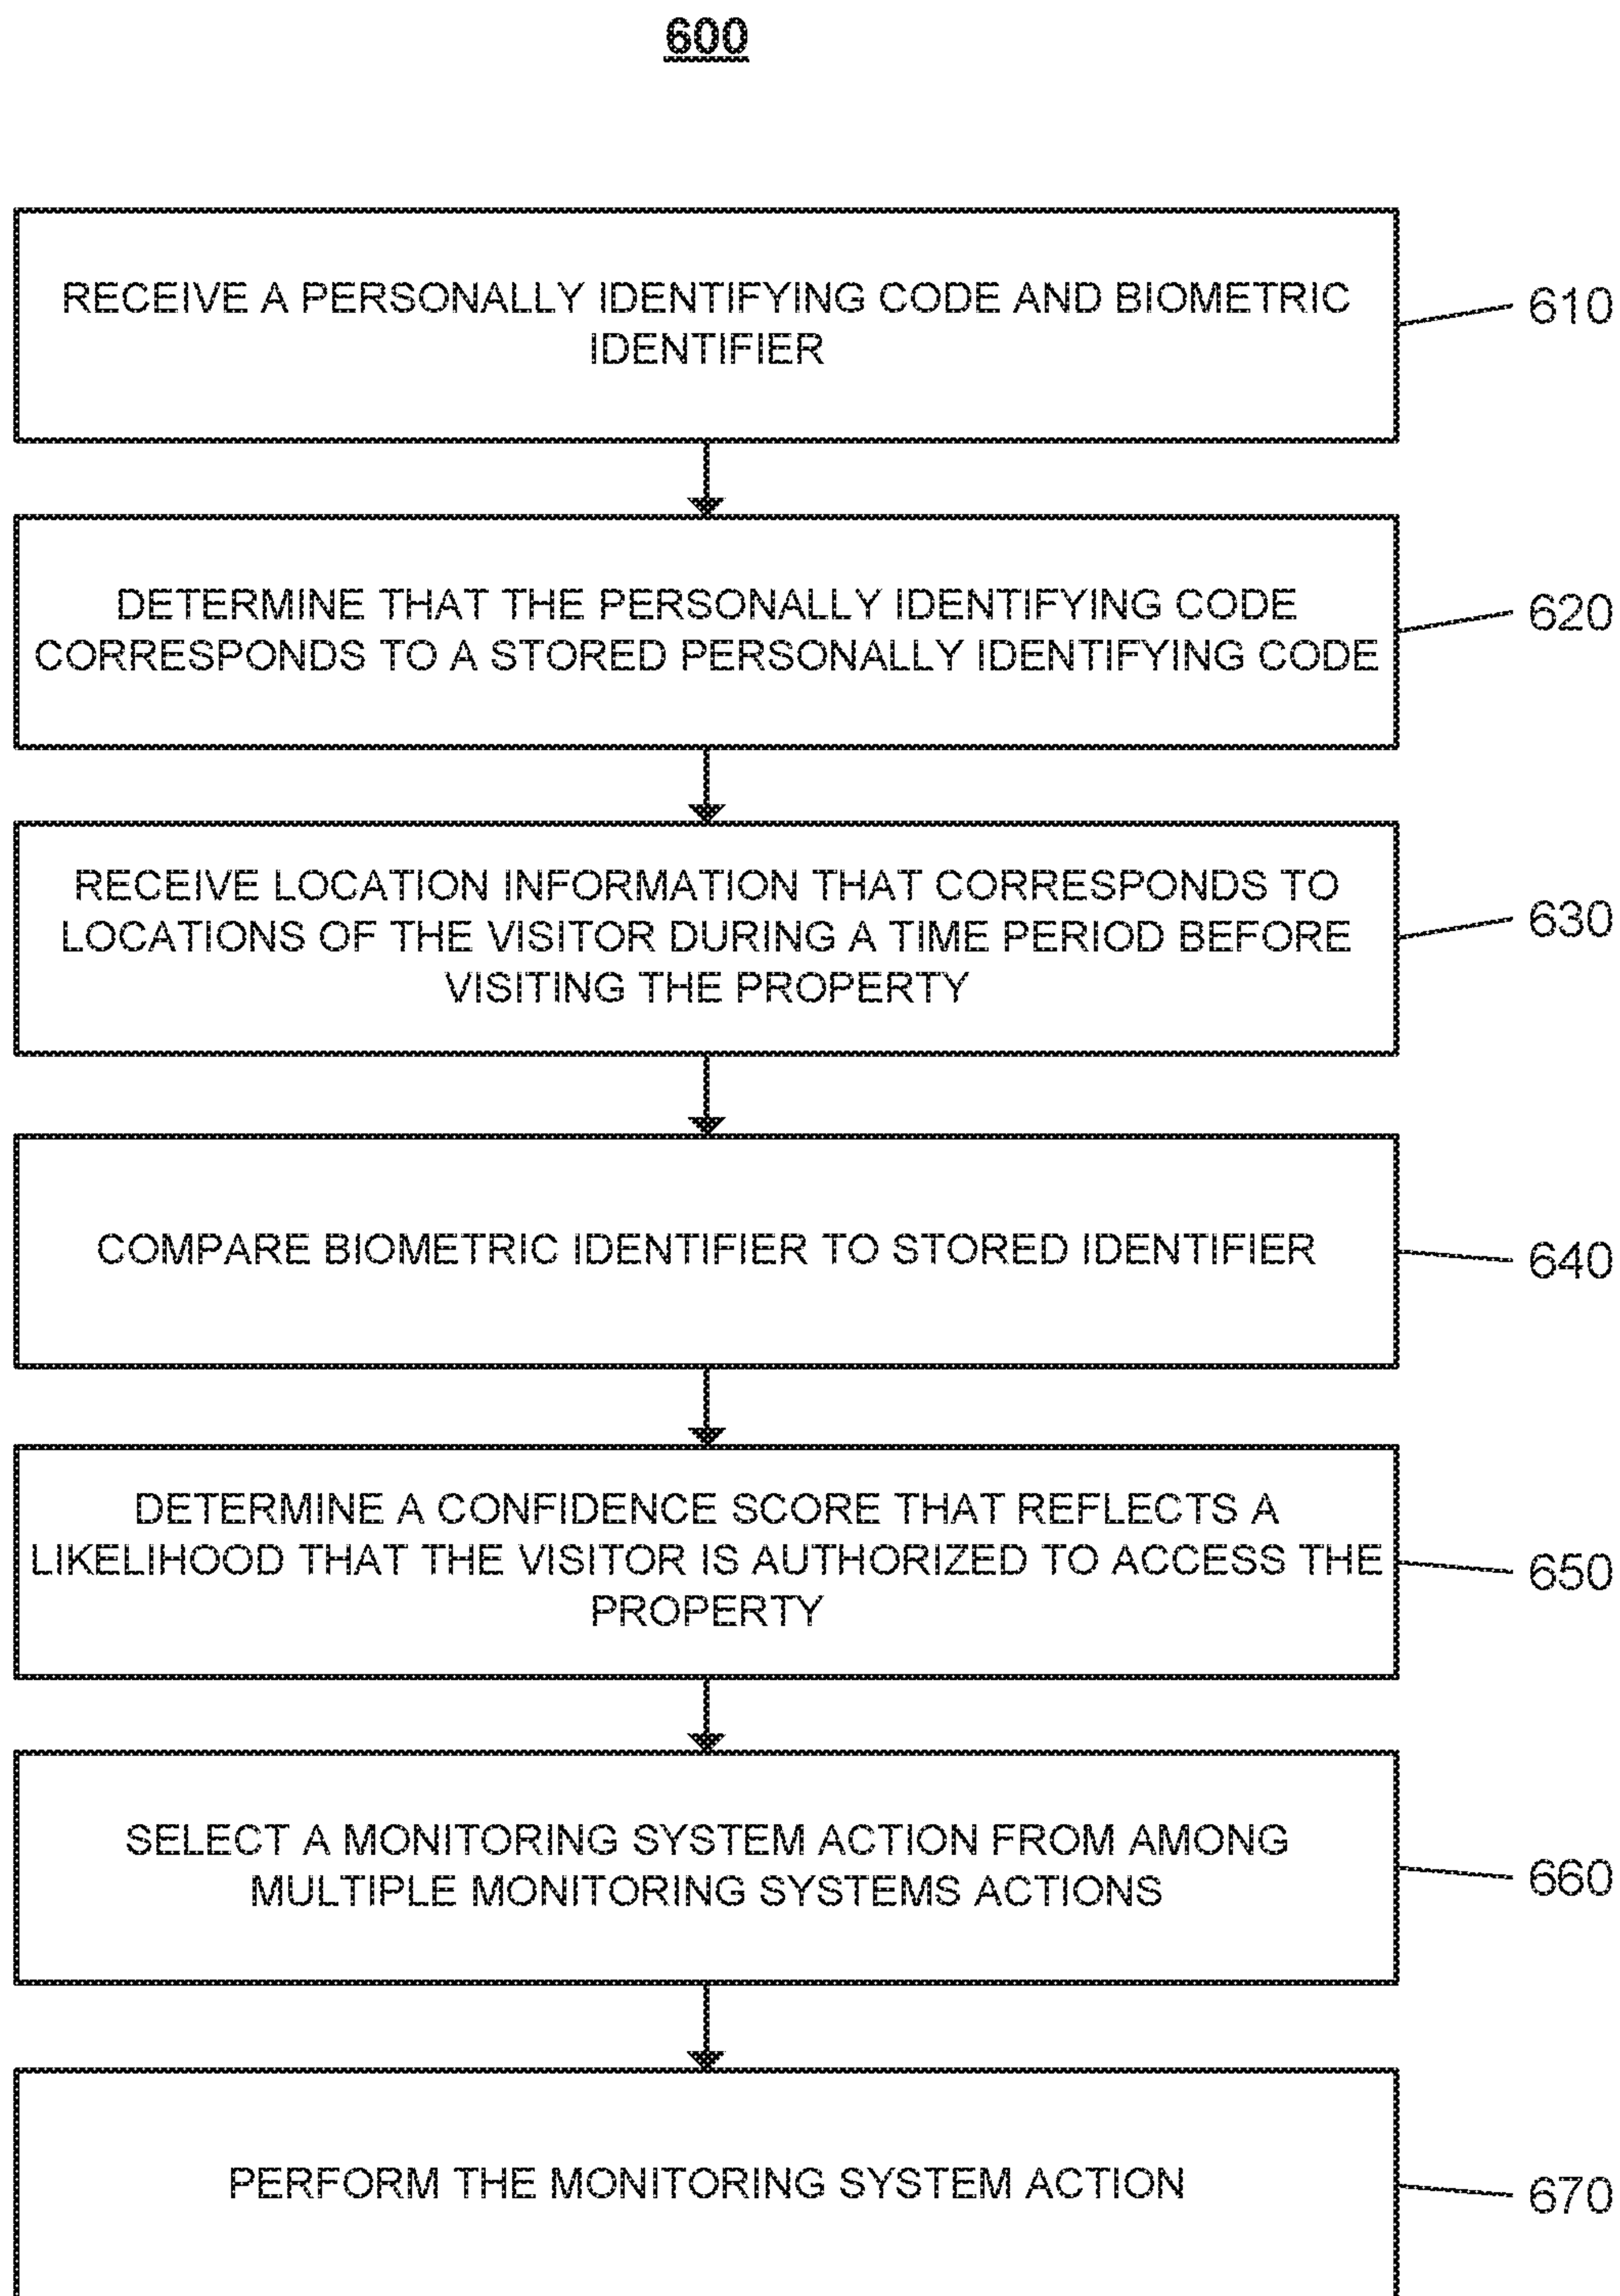 600
RECEIVE A PERSONALLY IDENTIFYING CODE AND BIOMETRIC
IDENTIFIER
610
DETERMINE THAT THE PERSONALLY IDENTIFYING CODE
CORRESPONDS TO A STORED PERSONALLY IDENTIFYING CODE
620
RECEIVE LOCATION INFORMATION THAT CORRESPONDS TO
LOCATIONS OF THE VISITOR DURING A TIME PERIOD BEFORE
VISITING THE PROPERTY
630
COMPARE BIOMETRIC IDENTIFIER TO STORED IDENTIFIER
640
DETERMINE A CONFIDENCE SCORE THAT REFLECTS A
LIKELIHOOD THAT THE VISITOR IS AUTHORIZED TO ACCESS THE
PROPERTY
650
SELECT A MONITORING SYSTEM ACTION FROM AMONG
MULTIPLE MONITORING SYSTEMS ACTIONS
660
PERFORM THE MONITORING SYSTEM ACTION
670